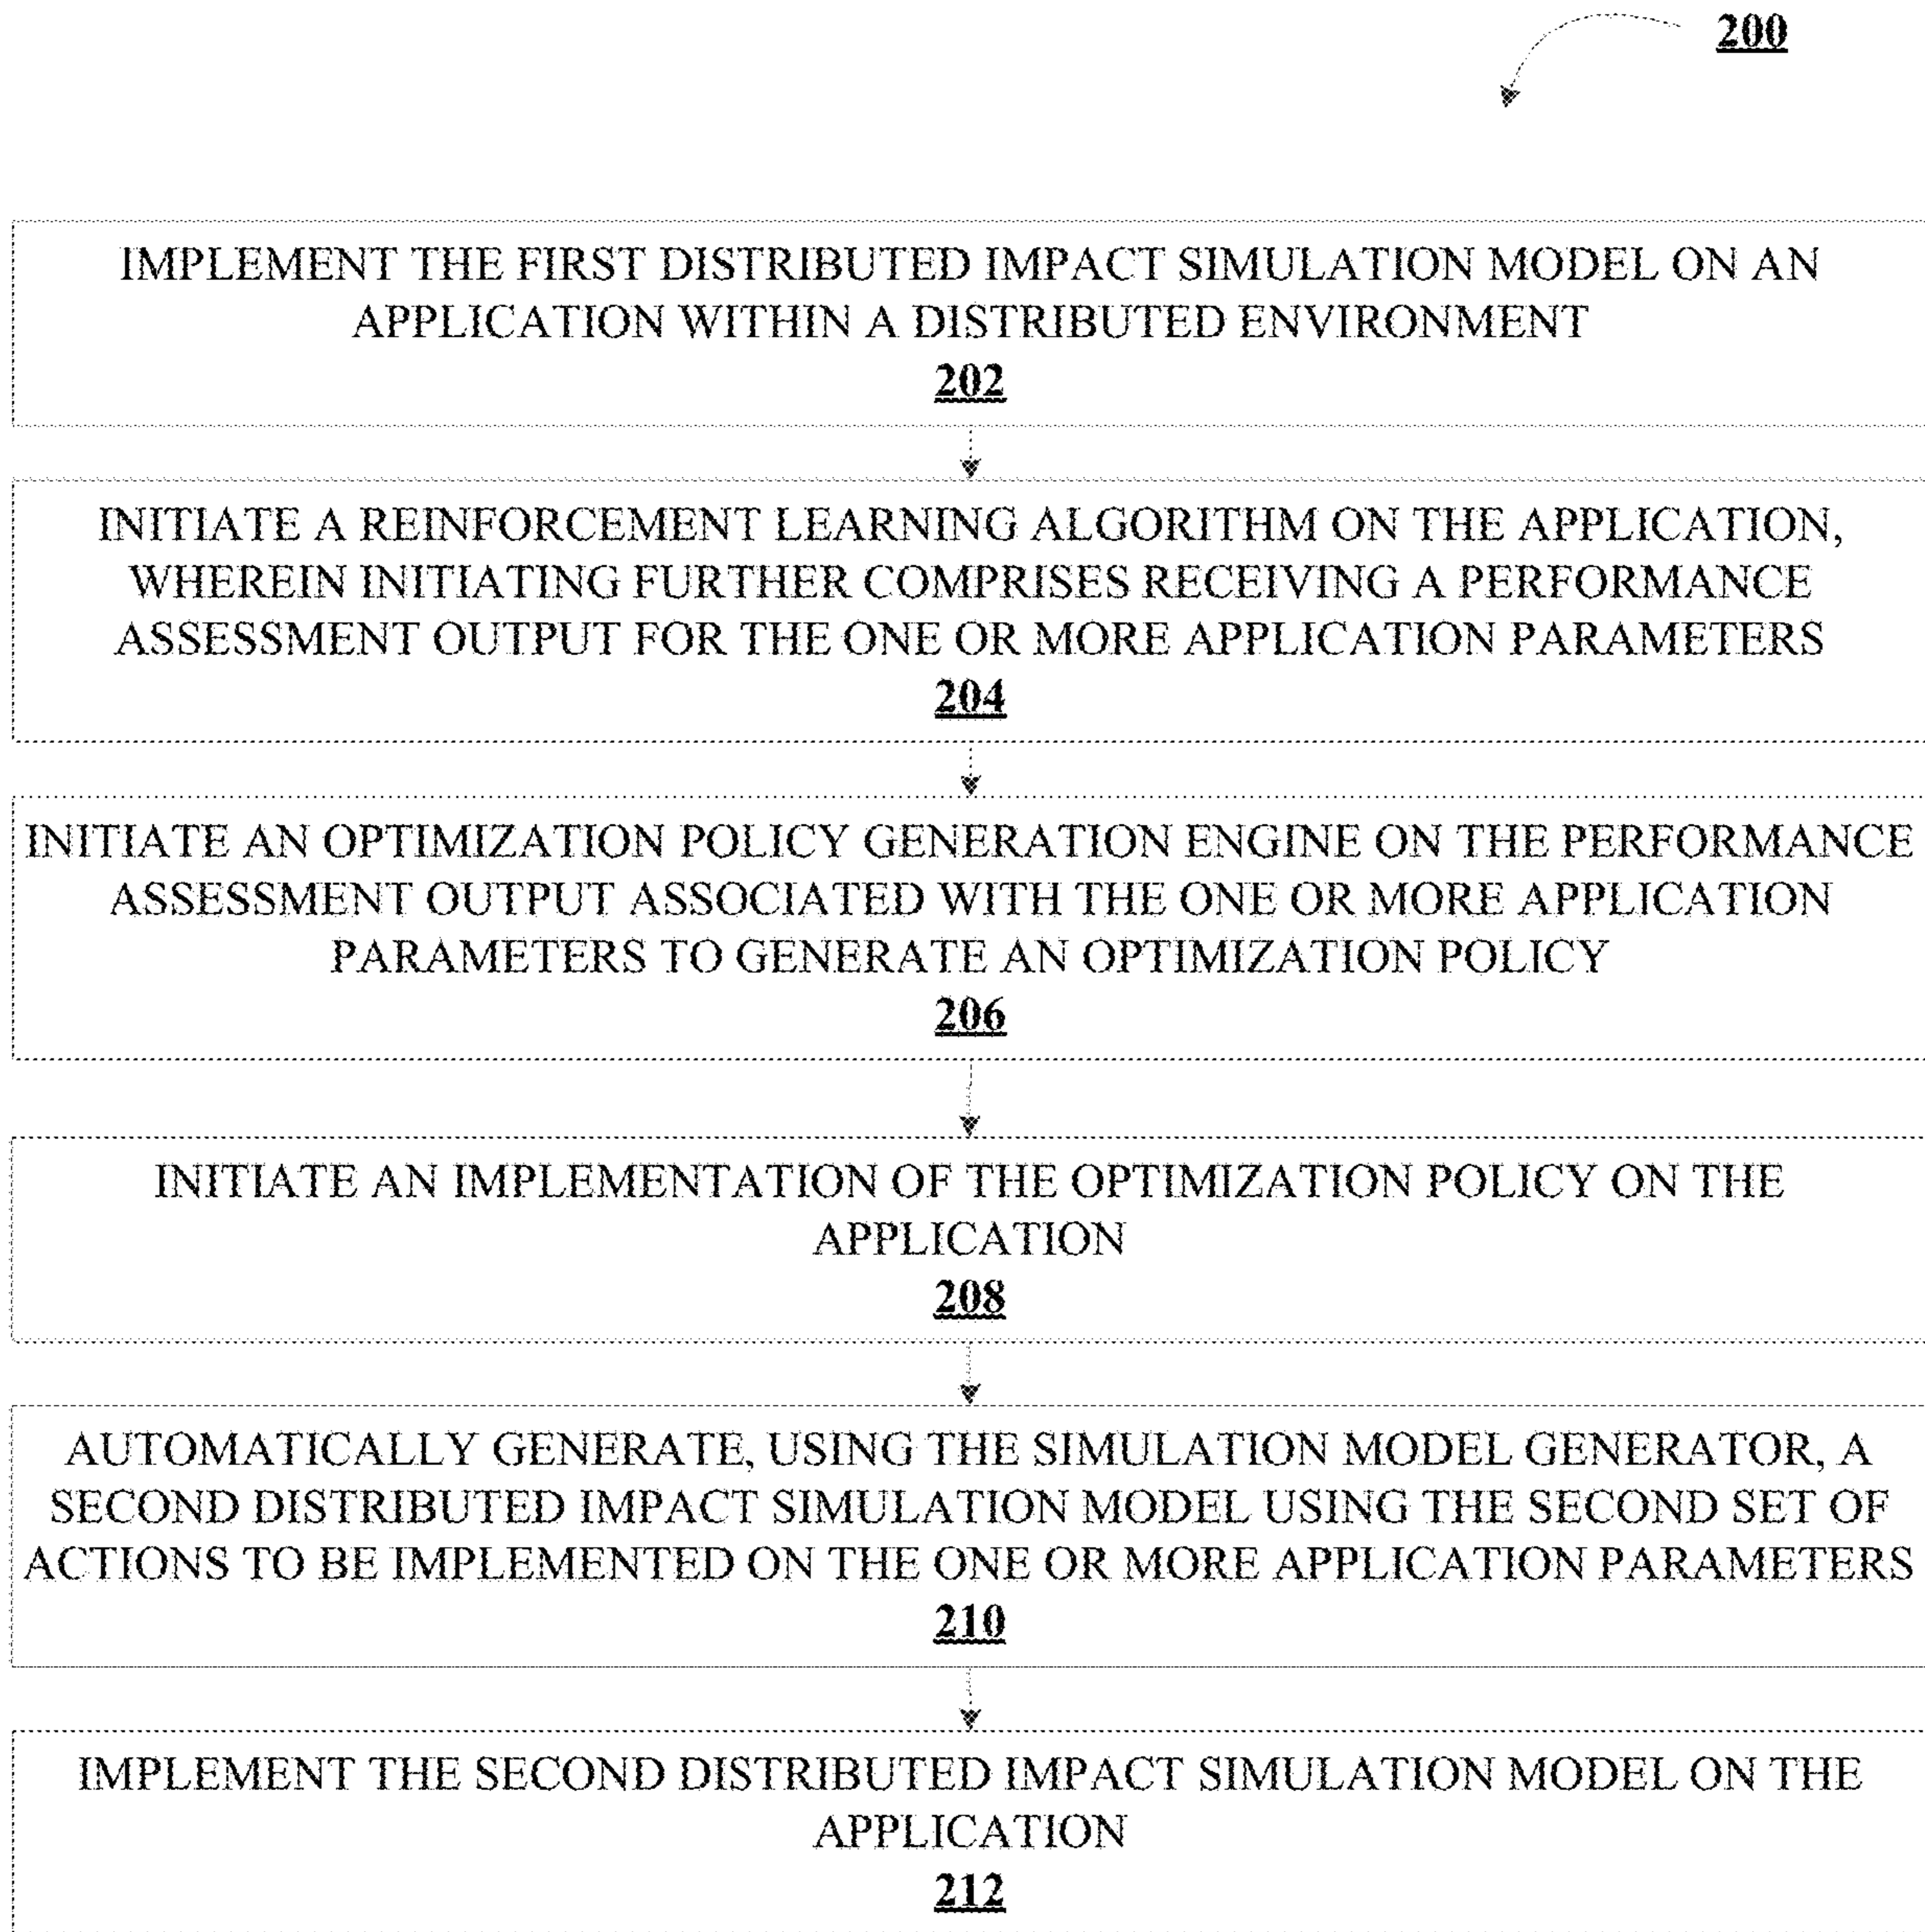 200
IMPLEMENT THE FIRST DISTRIBUTED IMPACT SIMULATION MODEL ON AN
APPLICATION WITHIN A DISTRIBUTED ENVIRONMENT
202
INITIATE A REINFORCEMENT LEARNING ALGORITHM ON THE APPLICATION,
WHEREIN INITIATING FURTHER COMPRISES RECEIVING A PERFORMANCE
ASSESSMENT OUTPUT FOR THE ONE OR MORE APPLICATION PARAMETERS
204
INITIATE AN OPTIMIZATION POLICY GENERATION ENGINE ON THE PERFORMANCE
ASSESSMENT OUTPUT ASSOCIATED WITH THE ONE OR MORE APPLICATION
PARAMETERS TO GENERATE AN OPTIMIZATION POLICY
206
INITIATE AN IMPLEMENTATION OF THE OPTIMIZATION POLICY ON THE
APPLICATION
208
AUTOMATICALLY GENERATE, USING THE SIMULATION MODEL GENERATOR, A
SECOND DISTRIBUTED IMPACT SIMULATION MODEL USING THE SECOND SET OF
ACTIONS TO BE IMPLEMENTED ON THE ONE OR MORE APPLICATION PARAMETERS
210
IMPLEMENT THE SECOND DISTRIBUTED IMPACT SIMULATION MODEL ON THE
APPLICATION
212